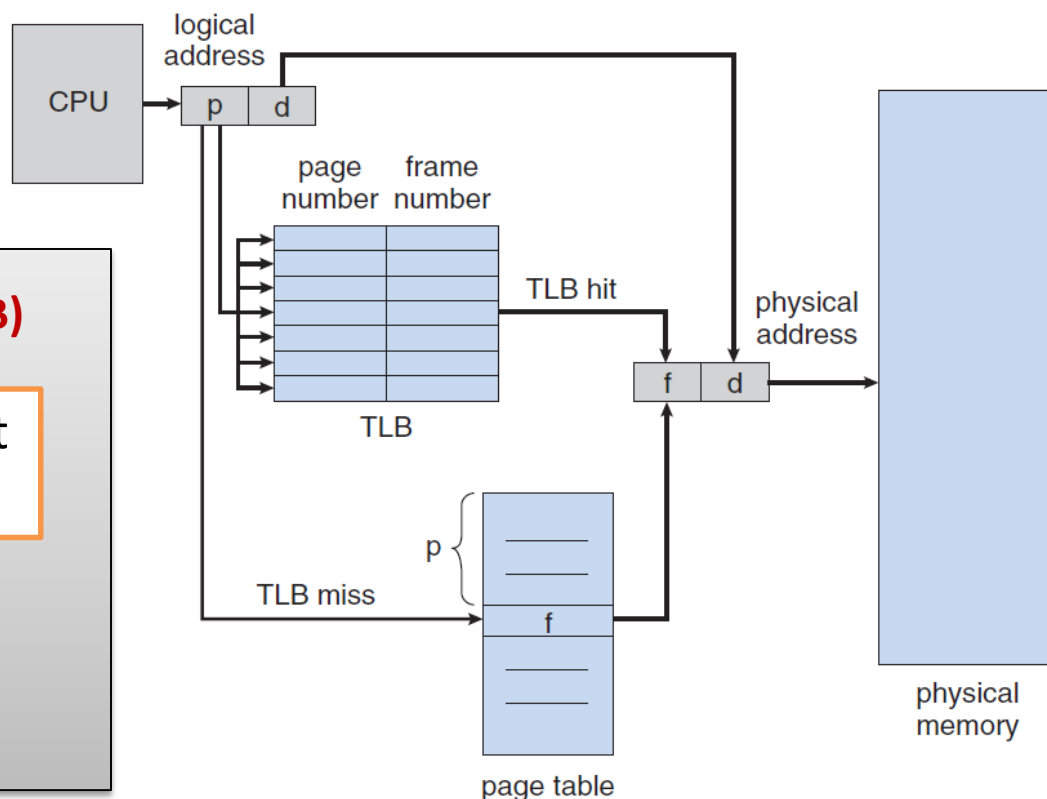 logical
address
CPU
p d
page frame
number number
B)
t
TLB hit
physical
address
f d
TLB
p
TLB miss
f
physical
memory
page table